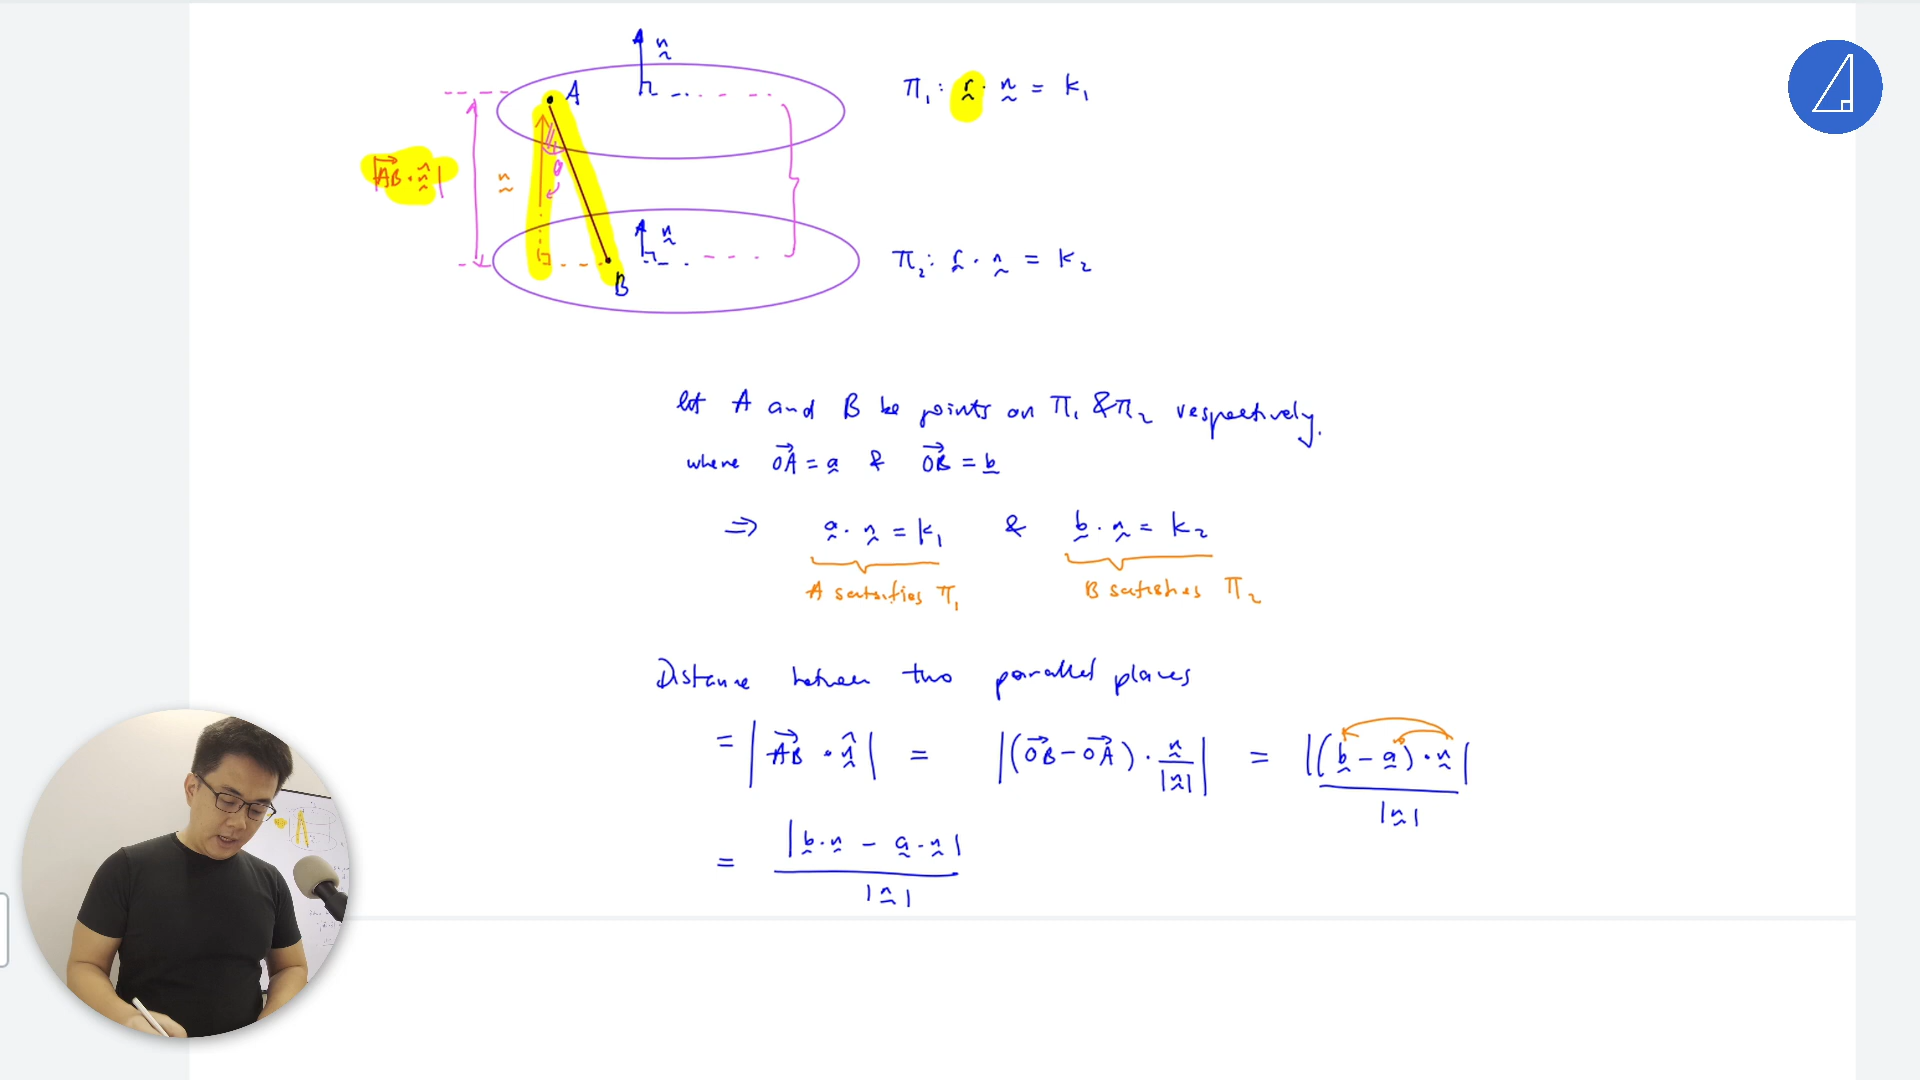 n
A
π₁: r · n = k₁
|AB · n̂|
n
θ
n
B
π₂: r · n = k₂
let A and B be points on π₁ & π₂ respectively.
where OA = a & OB = b
⇒ a · n = k₁ & b · n = k₂
A satisfies π₁
B satisfies π₂
Distance between two parallel planes
= |AB · n̂| = |(OB − OA) · n/|n|| = |(b − a) · n| / |n|
= |b · n − a · n| / |n|